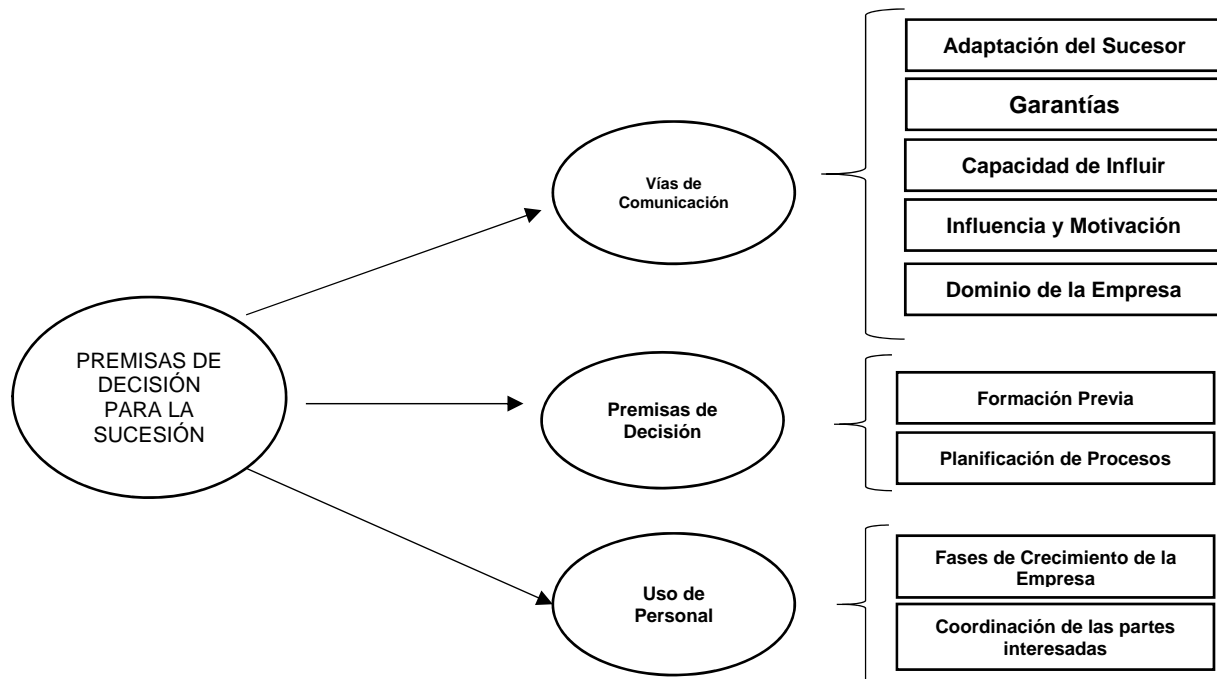 PREMISAS DE
DECISIÓN
PARA LA
SUCESIÓN
Vías de
Comunicación
Adaptación del Sucesor
Garantías
Capacidad de Influir
Influencia y Motivación
Dominio de la Empresa
Premisas de
Decisión
Formación Previa
Planificación de Procesos
Uso de
Personal
Fases de Crecimiento de la
Empresa
Coordinación de las partes
interesadas